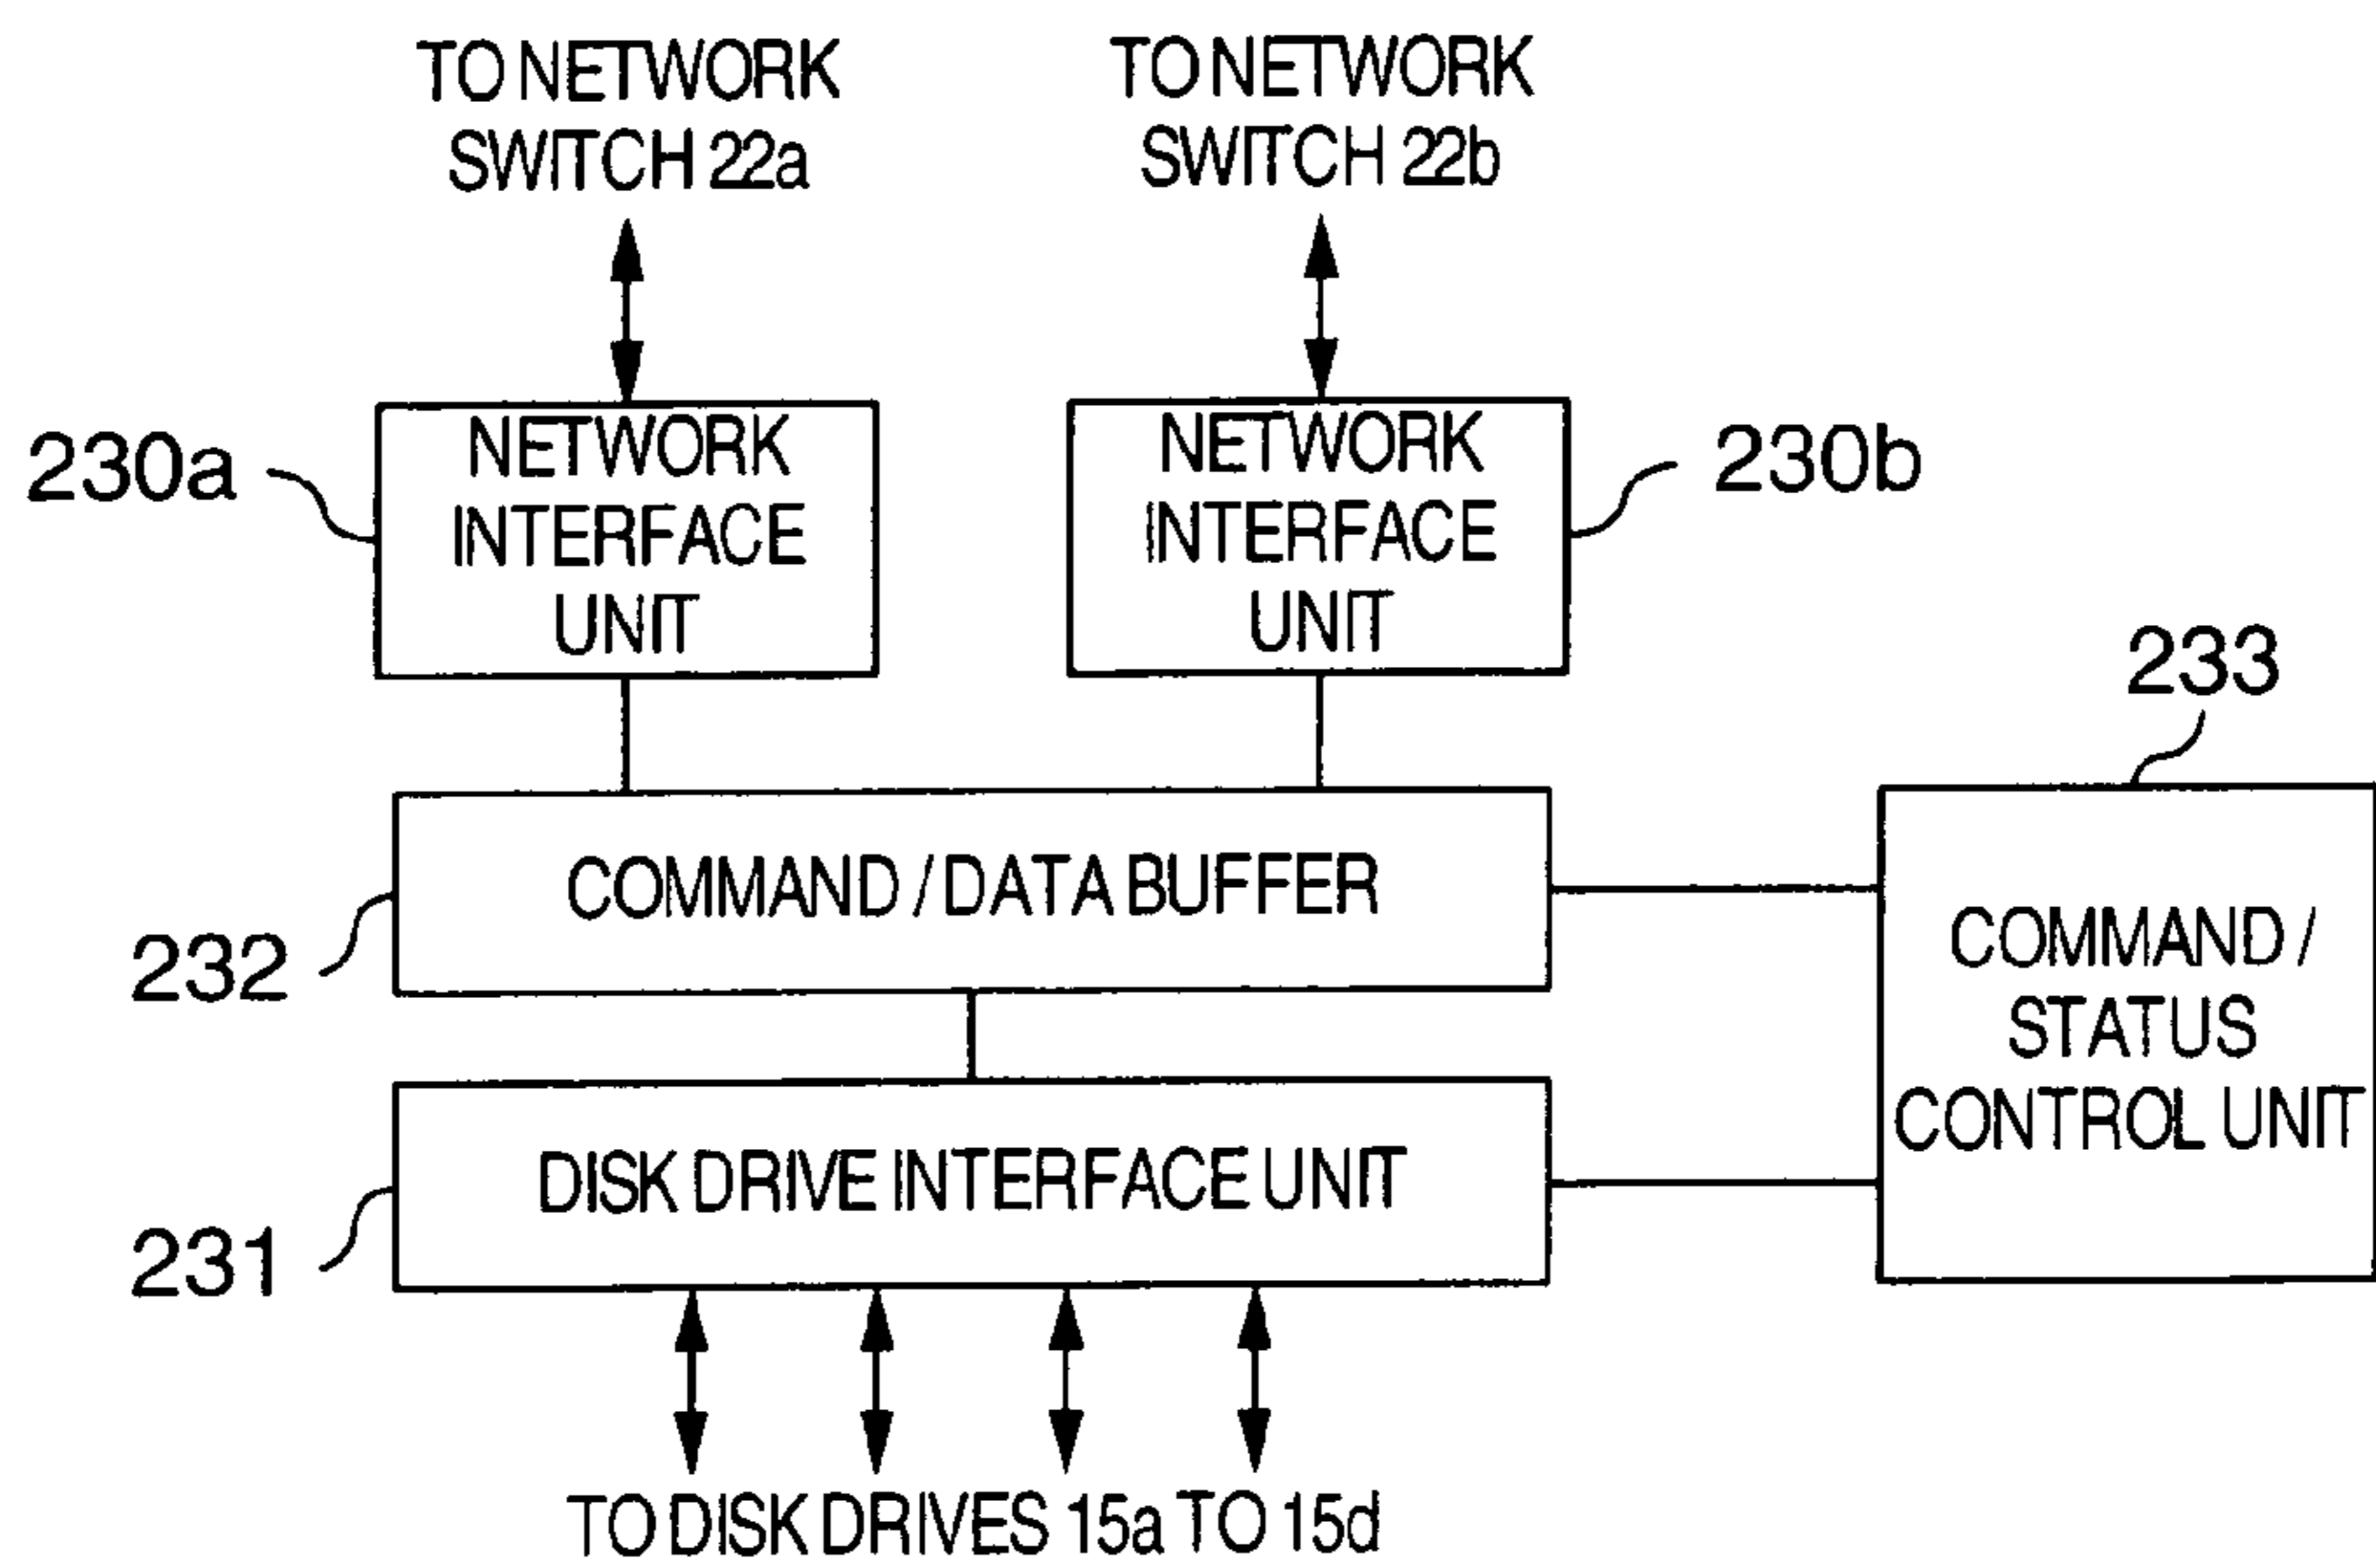 TO NETWORK
SWITCH 22a
TO NETWORK
SWITCH 22b
230a
NETWORK
INTERFACE
UNIT
NETWORK
INTERFACE
UNIT
230b
233
COMMAND / DATA BUFFER
232
COMMAND /
STATUS
CONTROL UNIT
DISK DRIVE INTERFACE UNIT
231
TO DISK DRIVES 15a TO 15d